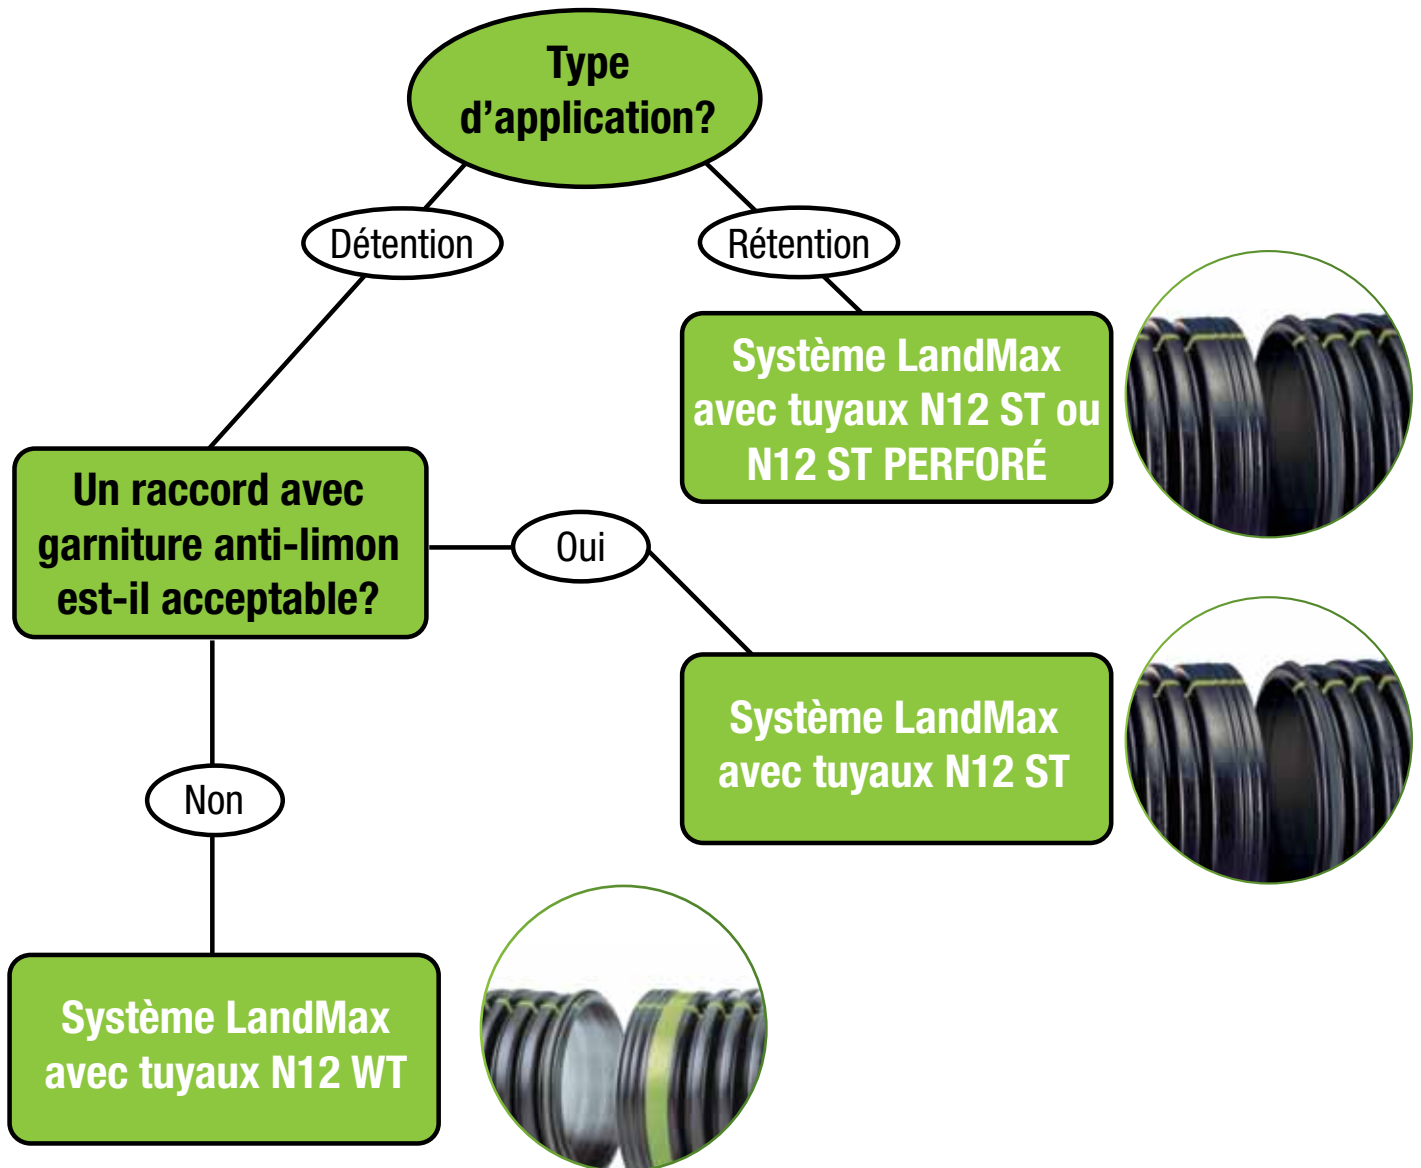 Type
d’application?
Détention
Rétention
Système LandMax
avec tuyaux N12 ST ou
N12 ST PERFORÉ
Un raccord avec
garniture anti-limon
est-il acceptable?
Oui
Système LandMax
avec tuyaux N12 ST
Non
Système LandMax
avec tuyaux N12 WT